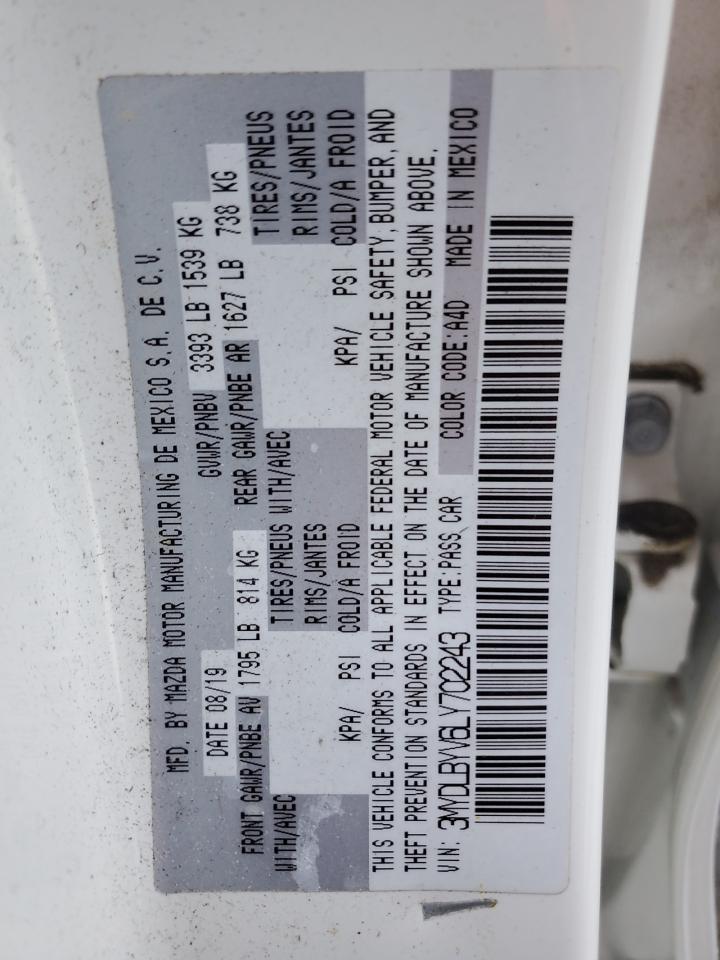 MFD. BY MAZDA MOTOR MANUFACTURING DE MEXICO S.A. DE C.V.
DATE 08/19 GVWR/PNBV 3393 LB 1539 KG
FRONT GAWR/PNBE AV 1795 LB 814 KG REAR GAWR/PNBE AR 1627 LB 738 KG
WITH/AVEC TIRES/PNEUS WITH/AVEC TIRES/PNEUS
RIMS/JANTES RIMS/JANTES
KPA/ PSI COLD/A FROID KPA/ PSI COLD/A FROID
THIS VEHICLE CONFORMS TO ALL APPLICABLE FEDERAL MOTOR VEHICLE SAFETY, BUMPER, AND
THEFT PREVENTION STANDARDS IN EFFECT ON THE DATE OF MANUFACTURE SHOWN ABOVE.
VIN: 3MYDLBYV6LY702243 TYPE:PASS CAR COLOR CODE:A4D MADE IN MEXICO